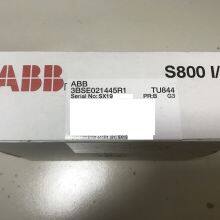 ABB
S800 I/
ABB
3BSE021445R1 TU844
Serial No: SX19 PR:B G3